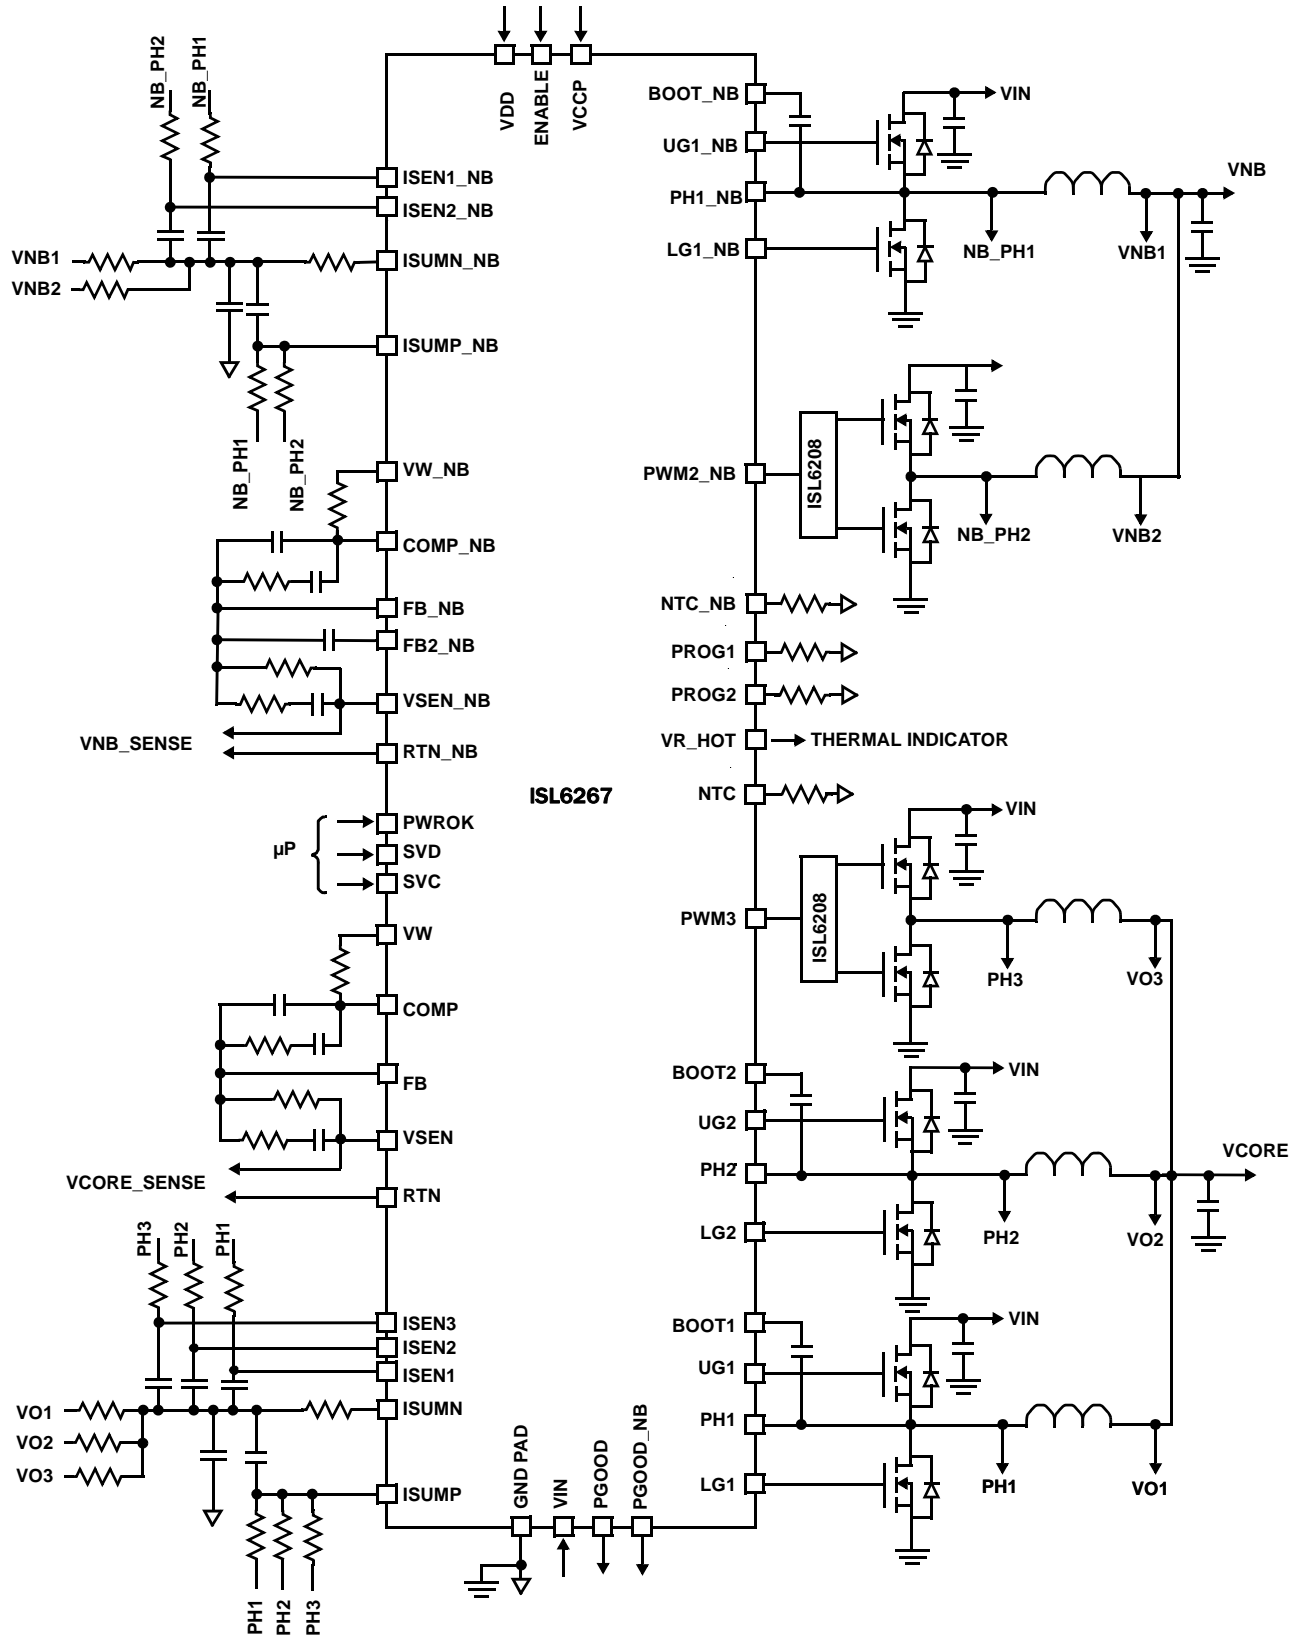 NB_PH2
NB_PH1
VDD
ENABLE
VCCP
BOOT_NB
VIN
UG1_NB
ISEN1_NB
ISEN2_NB
PH1_NB
VNB
VNB1
VNB2
ISUMN_NB
LG1_NB
NB_PH1
VNB1
ISUMP_NB
NB_PH1
NB_PH2
VW_NB
PWM2_NB
ISL6208
COMP_NB
NB_PH2
VNB2
FB_NB
NTC_NB
FB2_NB
PROG1
VSEN_NB
PROG2
VNB_SENSE
RTN_NB
VR_HOT
THERMAL INDICATOR
ISL6267
NTC
µP
PWROK
SVD
SVC
VIN
VW
PWM3
ISL6208
PH3
VO3
COMP
FB
BOOT2
VIN
UG2
VSEN
VCORE_SENSE
RTN
PH2
VCORE
LG2
PH2
VO2
PH3
PH2
PH1
ISEN3
ISEN2
ISEN1
BOOT1
VIN
UG1
VO1
VO2
VO3
ISUMN
PH1
ISUMP
LG1
PH1
VO1
GND PAD
VIN
PGOOD
PGOOD_NB
PH1
PH2
PH3